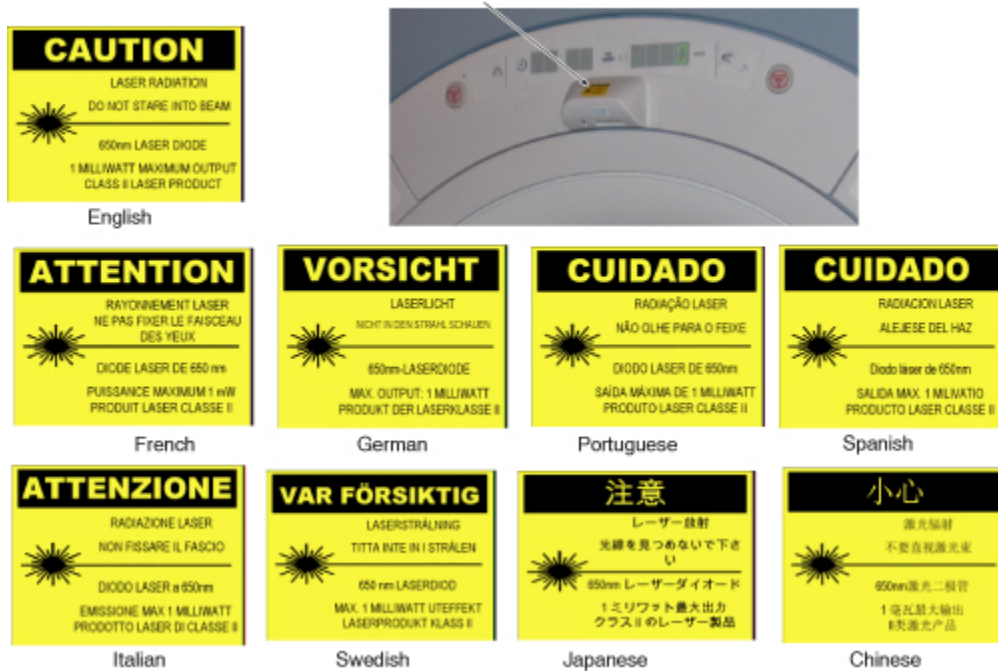 CAUTION
LASER RADIATION
DO NOT STARE INTO BEAM
650nm LASER DIODE
1 MILLIWATT MAXIMUM OUTPUT
CLASS II LASER PRODUCT
English
ATTENTION
RAYONNEMENT LASER
NE PAS FIXER LE FAISCEAU
DES YEUX
DIODE LASER DE 650 nm
PUISSANCE MAXIMUM 1 mW
PRODUIT LASER CLASSE II
French
VORSICHT
LASERLICHT
NICHT IN DEN STRAHL SCHAUEN
650nm-LASERDIODE
MAX. OUTPUT: 1 MILLIWATT
PRODUKT DER LASERKLASSE II
German
CUIDADO
RADIAÇÃO LASER
NÃO OLHE PARA O FEIXE
DIODO LASER DE 650nm
SAÍDA MÁXIMA DE 1 MILLIWATT
PRODUTO LASER CLASSE II
Portuguese
CUIDADO
RADIACION LASER
ALEJESE DEL HAZ
Diodo láser de 650nm
SALIDA MAX. 1 MILIVATIO
PRODUCTO LASER CLASSE II
Spanish
ATTENZIONE
RADIAZIONE LASER
NON FISSARE IL FASCIO
DIODO LASER a 650nm
EMISSIONE MAX 1 MILLIWATT
PRODOTTO LASER DI CLASSE II
Italian
VAR FÖRSIKTIG
LASERSTRÅLNING
TITTA INTE IN I STRÅLEN
650 nm LASERDIOD
MAX. 1 MILLIWATT UTEFFEKT
LASERPRODUKT KLASS II
Swedish
注意
レーザー放射
光線を見つめないで下さ
い
650nm レーザーダイオード
1ミリワット最大出力
クラス II のレーザー製品
Japanese
小心
激光辐射
不要直视激光束
650nm激光二极管
1毫瓦最大输出
II类激光产品
Chinese